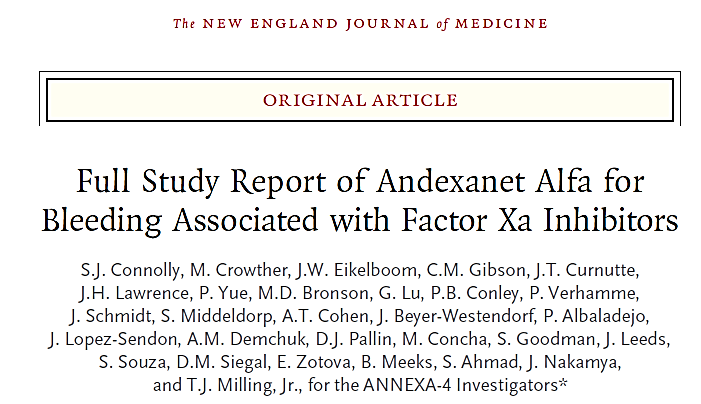 The NEW ENGLAND JOURNAL of MEDICINE
ORIGINAL ARTICLE
Full Study Report of Andexanet Alfa for
Bleeding Associated with Factor Xa Inhibitors
S.J. Connolly, M. Crowther, J.W. Eikelboom, C.M. Gibson, J.T. Curnutte,
J.H. Lawrence, P. Yue, M.D. Bronson, G. Lu, P.B. Conley, P. Verhamme,
J. Schmidt, S. Middeldorp, A.T. Cohen, J. Beyer-Westendorf, P. Albaladejo,
J. Lopez-Sendon, A.M. Demchuk, D.J. Pallin, M. Concha, S. Goodman, J. Leeds,
S. Souza, D.M. Siegal, E. Zotova, B. Meeks, S. Ahmad, J. Nakamya,
and T.J. Milling, Jr., for the ANNEXA-4 Investigators*